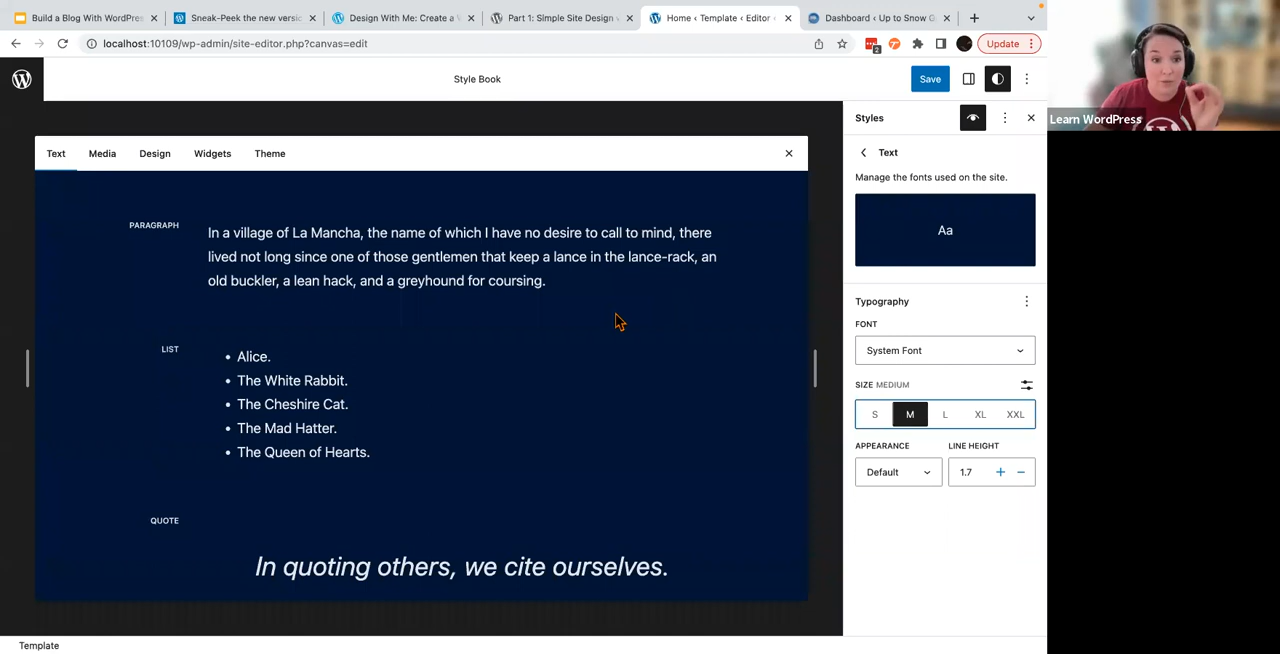 Build a Blog With WordPres
Sneak-Peek the new versio
Design With Me: Create a
Part 1: Simple Site Design
Home ‹ Template ‹ Editor
Dashboard ‹ Up to Snow
localhost:10109/wp-admin/site-editor.php?canvas=edit
2
Update
Style Book
Save
Text
Media
Design
Widgets
Theme
PARAGRAPH
In a village of La Mancha, the name of which I have no desire to call to mind, there
lived not long since one of those gentlemen that keep a lance in the lance-rack, an
old buckler, a lean hack, and a greyhound for coursing.
LIST
• Alice.
• The White Rabbit.
• The Cheshire Cat.
• The Mad Hatter.
• The Queen of Hearts.
QUOTE
In quoting others, we cite ourselves.
Template
Styles
Text
Manage the fonts used on the site.
Aa
Typography
FONT
System Font
SIZE MEDIUM
S M L XL XXL
APPEARANCE LINE HEIGHT
Default 1.7
Learn WordPress